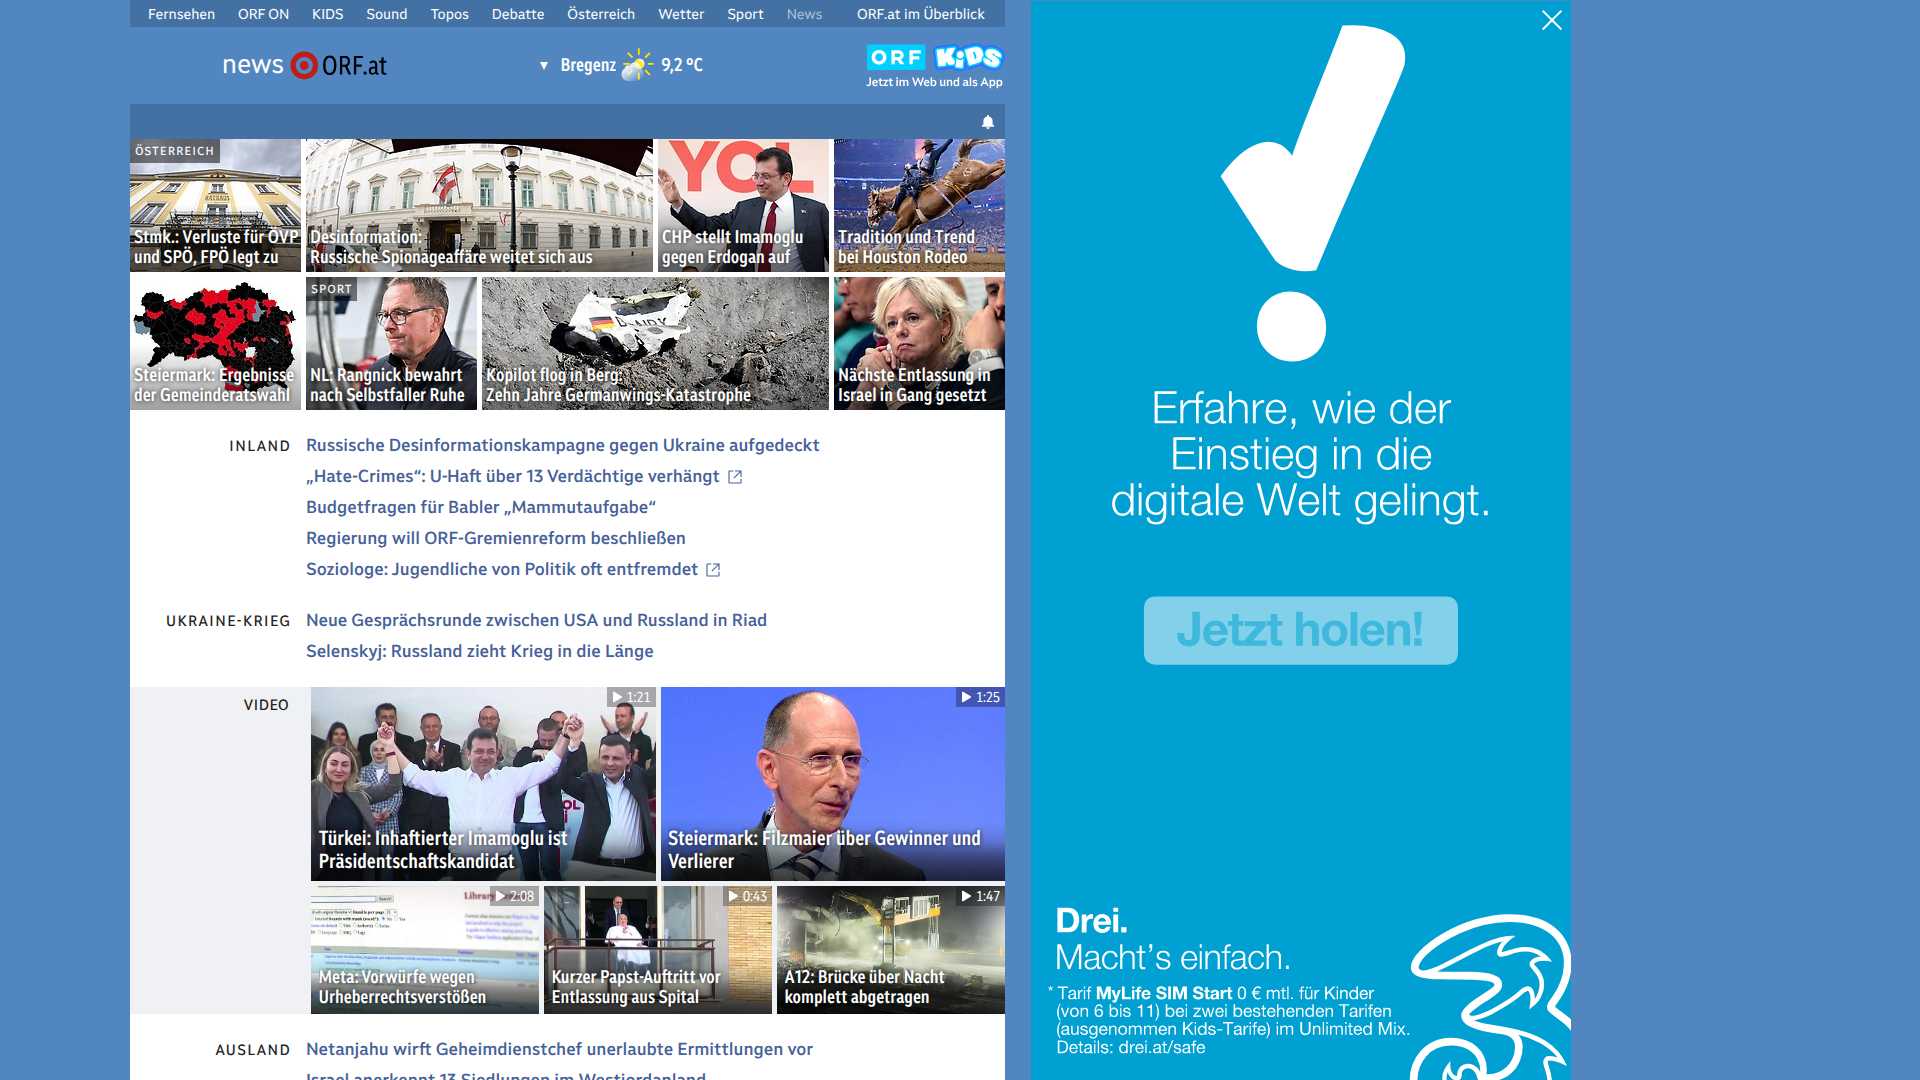 Fernsehen ORF ON KIDS Sound Topos Debatte Österreich Wetter Sport News ORF.at im Überblick
news ORF.at
Bregenz 9,2 °C
ORF KiDS
Jetzt im Web und als App
ÖSTERREICH
Stmk.: Verluste für ÖVP
und SPÖ, FPÖ legt zu
Desinformation:
Russische Spionageaffäre weitet sich aus
YOL
CHP stellt Imamoglu
gegen Erdogan auf
Tradition und Trend
bei Houston Rodeo
Steiermark: Ergebnisse
der Gemeinderatswahl
SPORT
NL: Rangnick bewahrt
nach Selbstfaller Ruhe
Kopilot flog in Berg:
Zehn Jahre Germanwings-Katastrophe
Nächste Entlassung in
Israel in Gang gesetzt
INLAND
Russische Desinformationskampagne gegen Ukraine aufgedeckt
„Hate-Crimes“: U-Haft über 13 Verdächtige verhängt
Budgetfragen für Babler „Mammutaufgabe“
Regierung will ORF-Gremienreform beschließen
Soziologe: Jugendliche von Politik oft entfremdet
UKRAINE-KRIEG
Neue Gesprächsrunde zwischen USA und Russland in Riad
Selenskyj: Russland zieht Krieg in die Länge
VIDEO
1:21
Türkei: Inhaftierter Imamoglu ist
Präsidentschaftskandidat
1:25
Steiermark: Filzmaier über Gewinner und
Verlierer
2:08
Meta: Vorwürfe wegen
Urheberrechtsverstößen
0:43
Kurzer Papst-Auftritt vor
Entlassung aus Spital
1:47
A12: Brücke über Nacht
komplett abgetragen
AUSLAND
Netanjahu wirft Geheimdienstchef unerlaubte Ermittlungen vor
Israel anerkennt 13 Siedlungen im Westjordanland
Erfahre, wie der
Einstieg in die
digitale Welt gelingt.
Jetzt holen!
Drei.
Macht’s einfach.
* Tarif MyLife SIM Start 0 € mtl. für Kinder
(von 6 bis 11) bei zwei bestehenden Tarifen
(ausgenommen Kids-Tarife) im Unlimited Mix.
Details: drei.at/safe